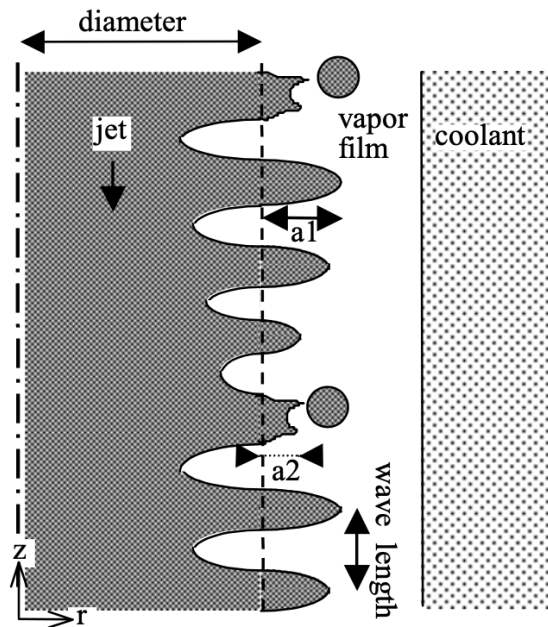 diameter
jet
vapor
film
coolant
a1
a2
wave length
z
r